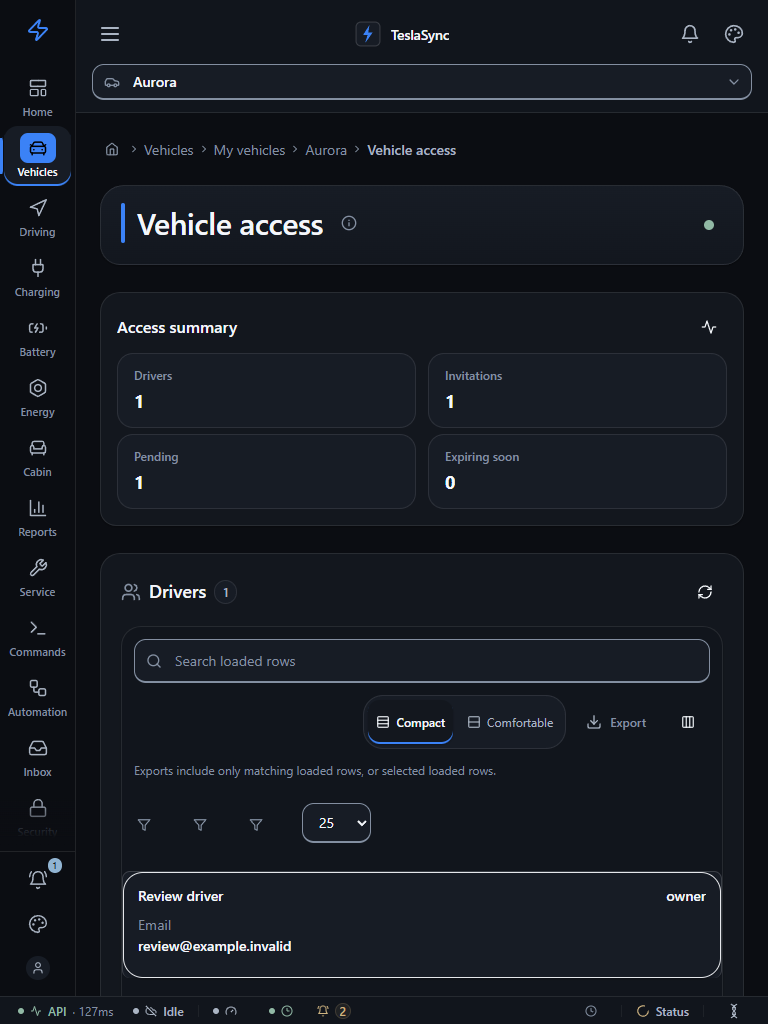 TeslaSync
Aurora
Home
Vehicles
Driving
Charging
Battery
Energy
Cabin
Reports
Service
Commands
Automation
Inbox
Security
1
Vehicles > My vehicles > Aurora > Vehicle access
Vehicle access
Access summary
Drivers
1
Invitations
1
Pending
1
Expiring soon
0
Drivers 1
Search loaded rows
Compact Comfortable Export
Exports include only matching loaded rows, or selected loaded rows.
25
Review driver owner
Email
review@example.invalid
API · 127ms Idle 2 Status